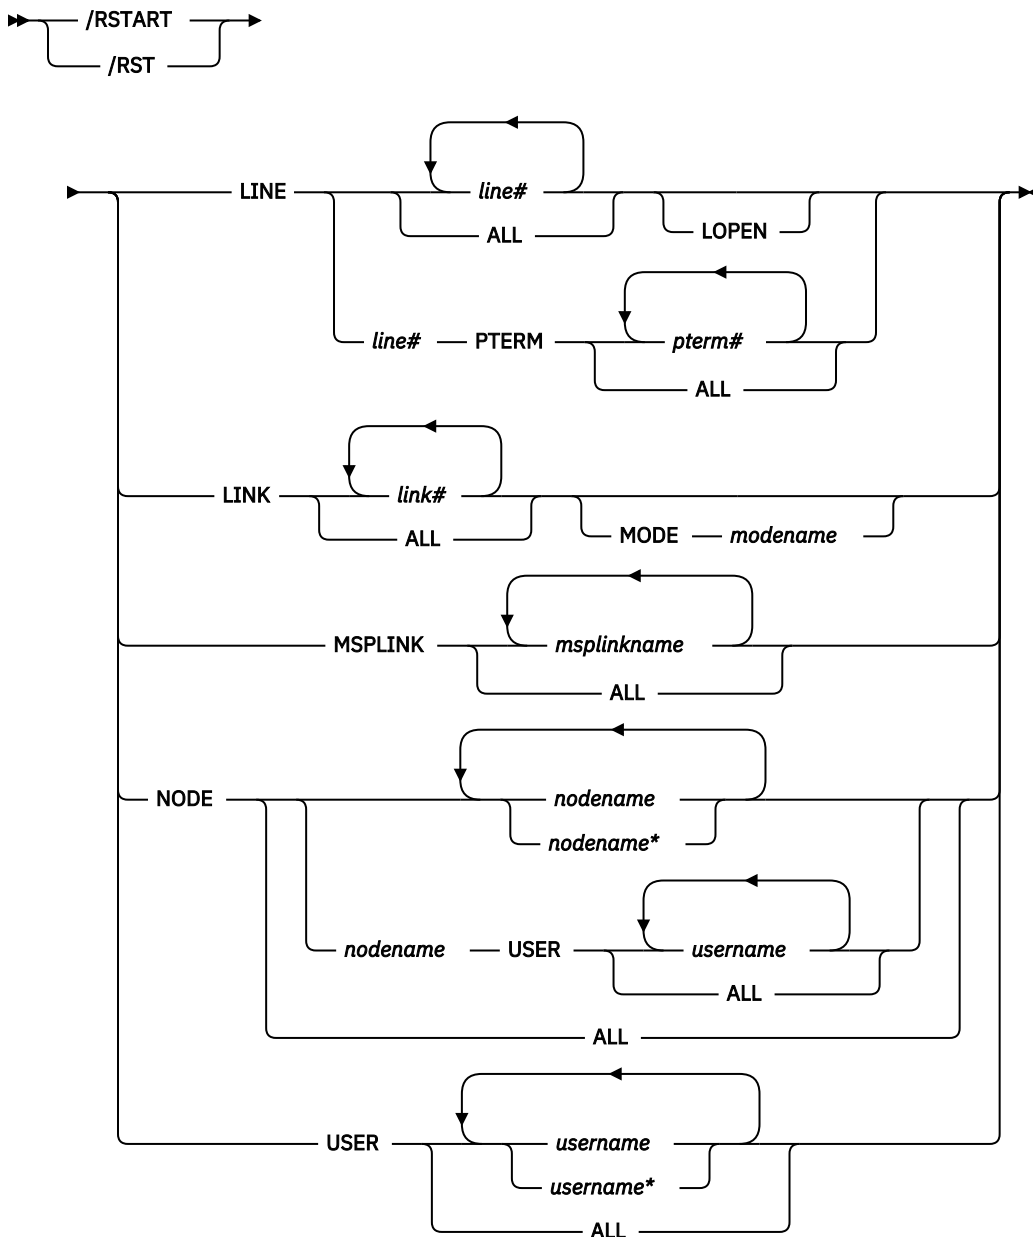 /RSTART
/RST
LINE line#
ALL LOPEN
line# PTERM pterm#
ALL
LINK link#
ALL MODE modename
MSPLINK msplinkname
ALL
NODE nodename
nodename*
nodename USER username
ALL
ALL
USER username
username*
ALL